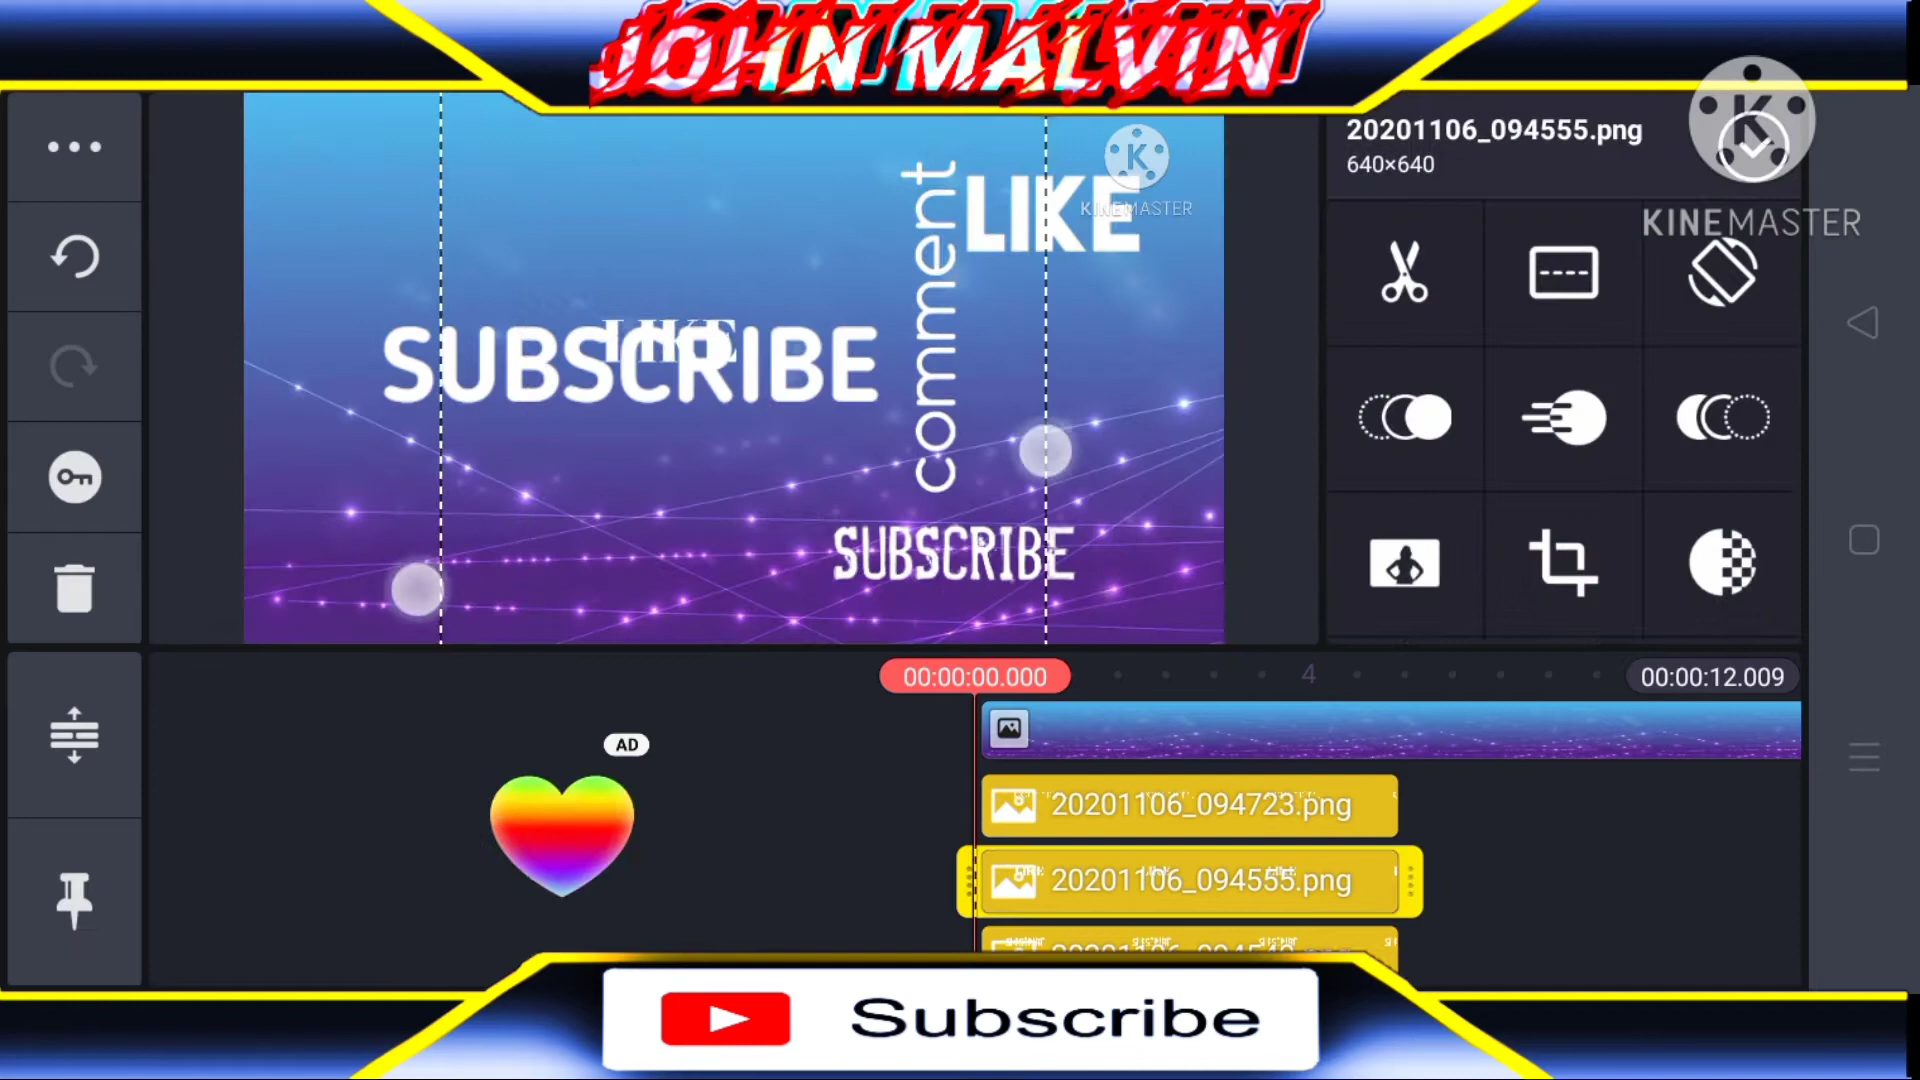 JOHN MALVIN
20201106_094555.png
640×640
K
KINEMASTER
K
KINEMASTER
comment
LIKE
LIKE
SUBSCRIBE
SUBSCRIBE
00:00:00.000
4
00:00:12.009
AD
20201106_094723.png
20201106_094555.png
Subscribe